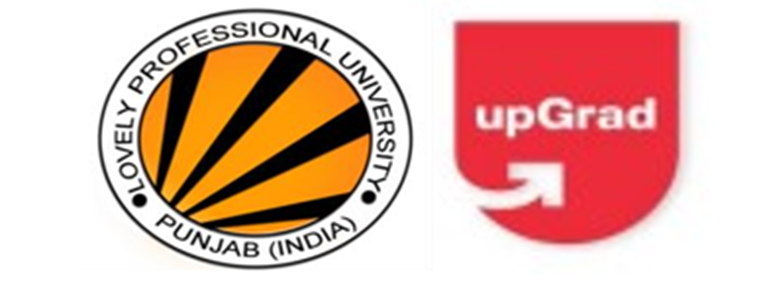 LOVELY PROFESSIONAL UNIVERSITY
PUNJAB (INDIA)
upGrad